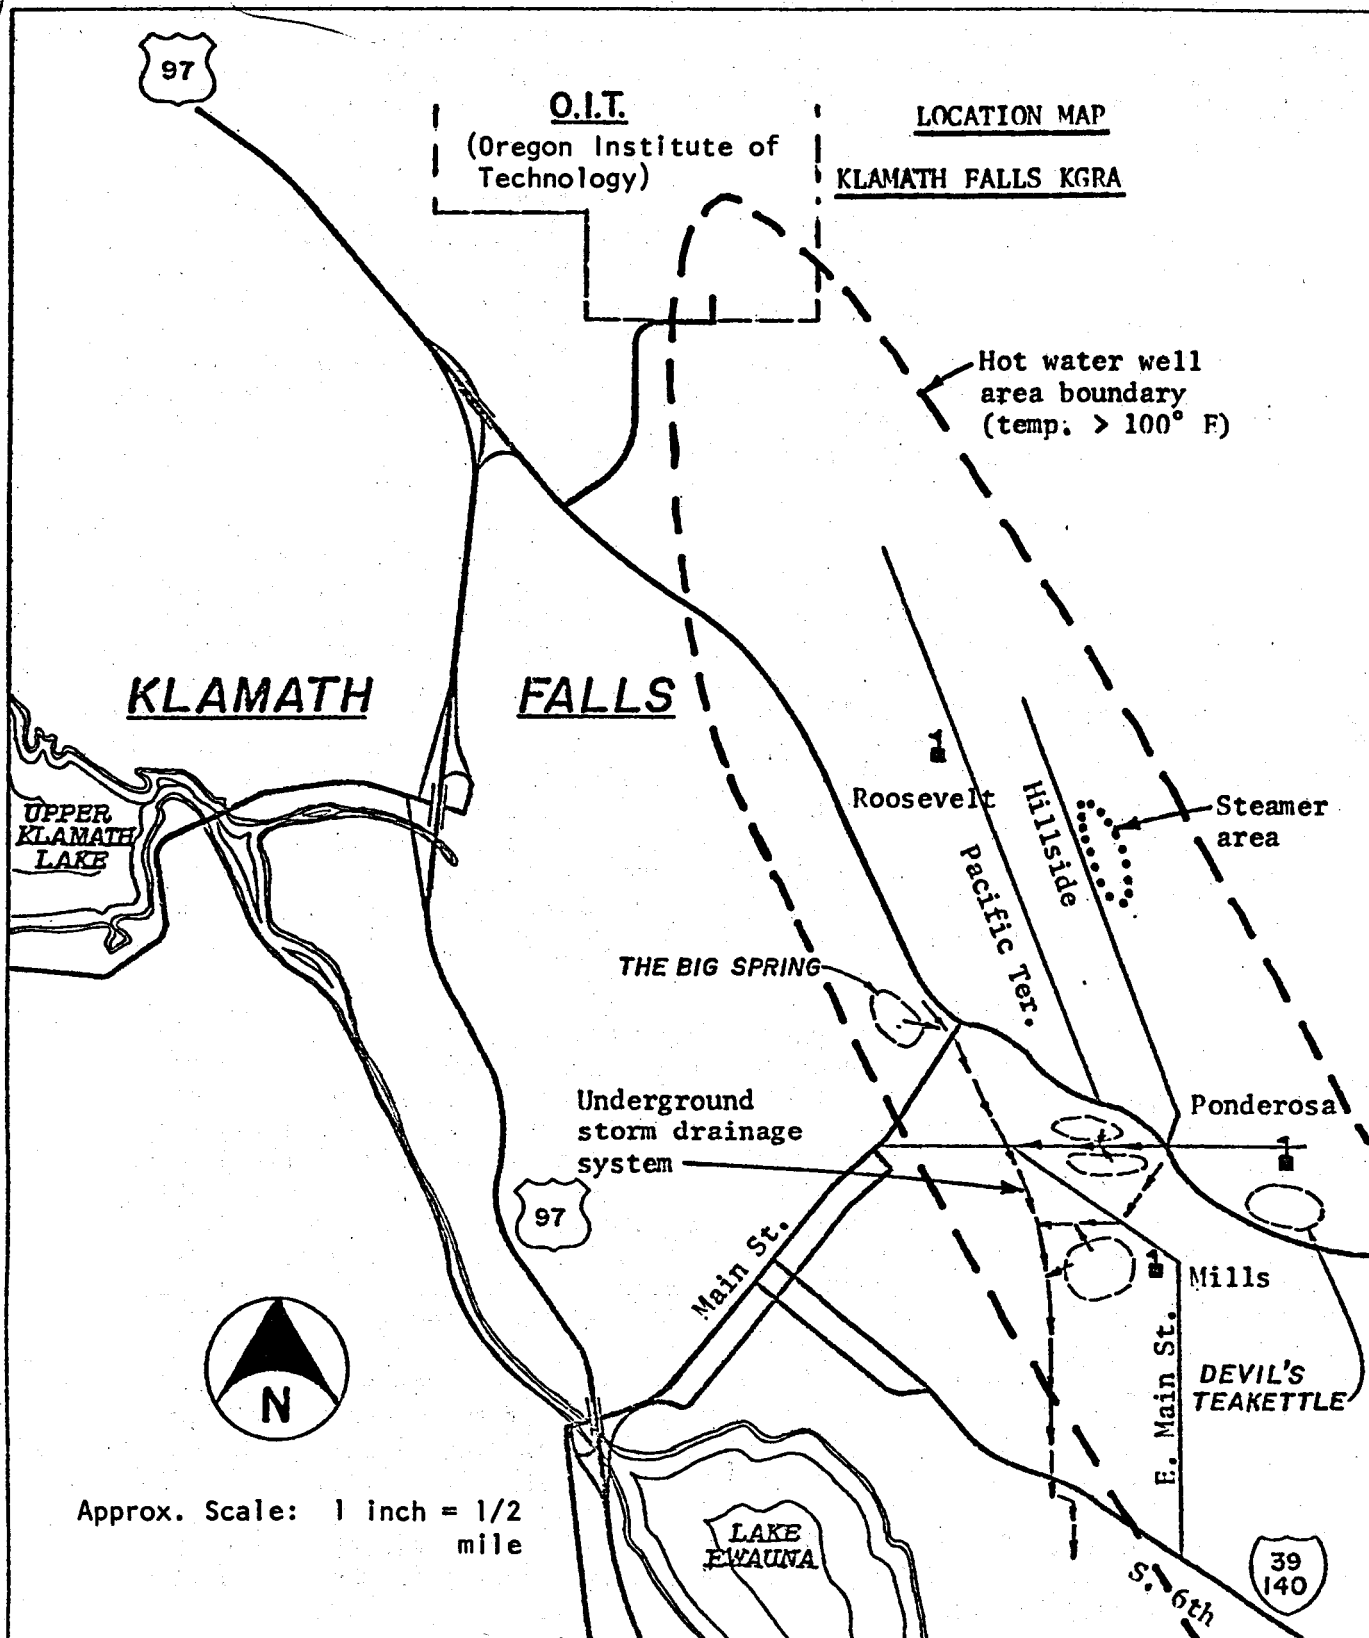 97
O.I.T.
(Oregon Institute of
Technology)
LOCATION MAP
KLAMATH FALLS KGRA
Hot water well
area boundary
(temp. > 100° F)
KLAMATH FALLS
UPPER
KLAMATH
LAKE
Roosevelt
Hillside
Steamer
area
Pacific Ter.
THE BIG SPRING
Underground
storm drainage
system
Ponderosa
97
Main St.
Mills
E. Main St.
DEVIL'S
TEAKETTLE
N
Approx. Scale: 1 inch = 1/2
mile
LAKE
EWAUNA
39
140
S. 6th